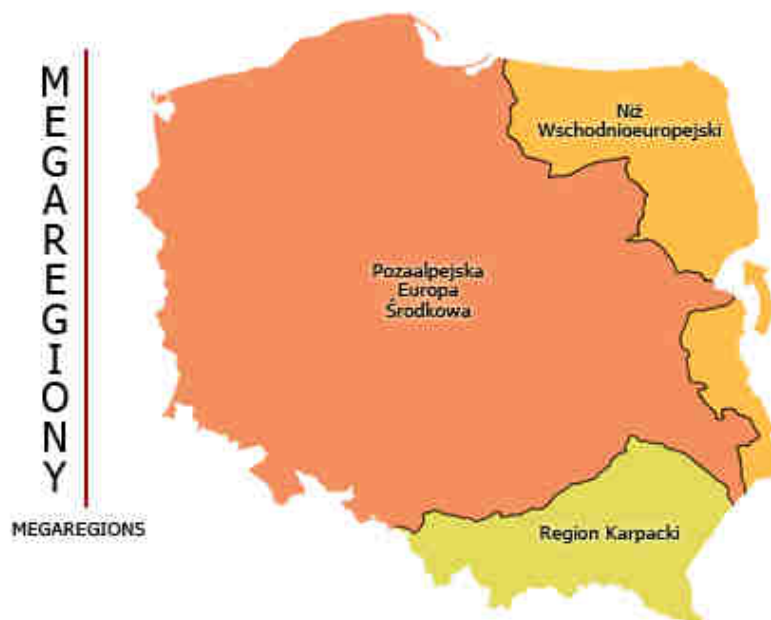 MEGAREGIONY
MEGAREGIONS
Niż
Wschodnioeuropejski
Pozaalpejska
Europa
Środkowa
Region Karpacki